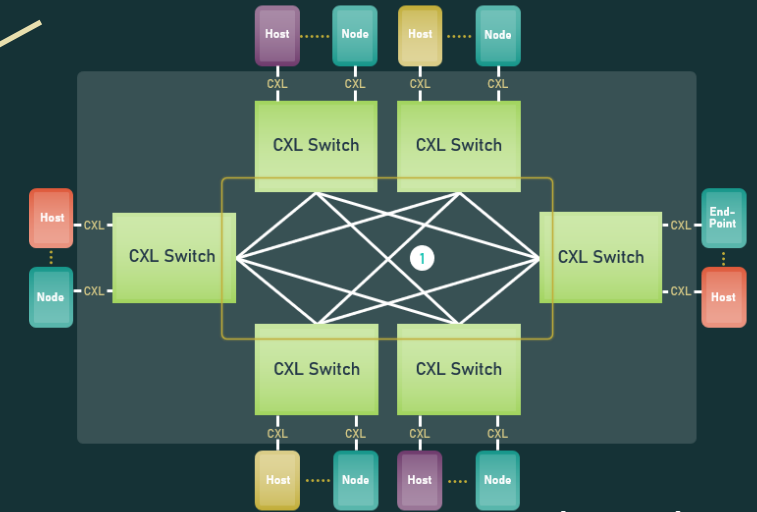 Host Node Host Node
CXL CXL CXL CXL
CXL Switch CXL Switch
Host CXL CXL End-
Point
CXL Switch 1 CXL Switch
Node CXL CXL Host
CXL Switch CXL Switch
CXL CXL CXL CXL
Host Node Host Node